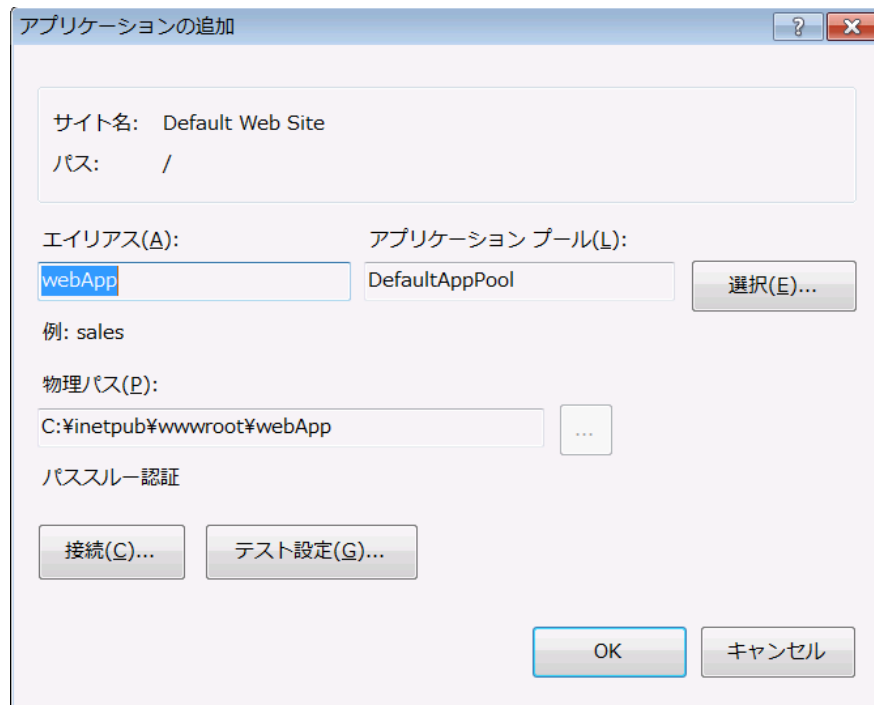 アプリケーションの追加
サイト名: Default Web Site
パス: /
エイリアス(A): アプリケーション プール(L):
webApp DefaultAppPool 選択(E)...
例: sales
物理パス(P):
C:¥inetpub¥wwwroot¥webApp ...
パススルー認証
接続(C)... テスト設定(G)...
OK キャンセル